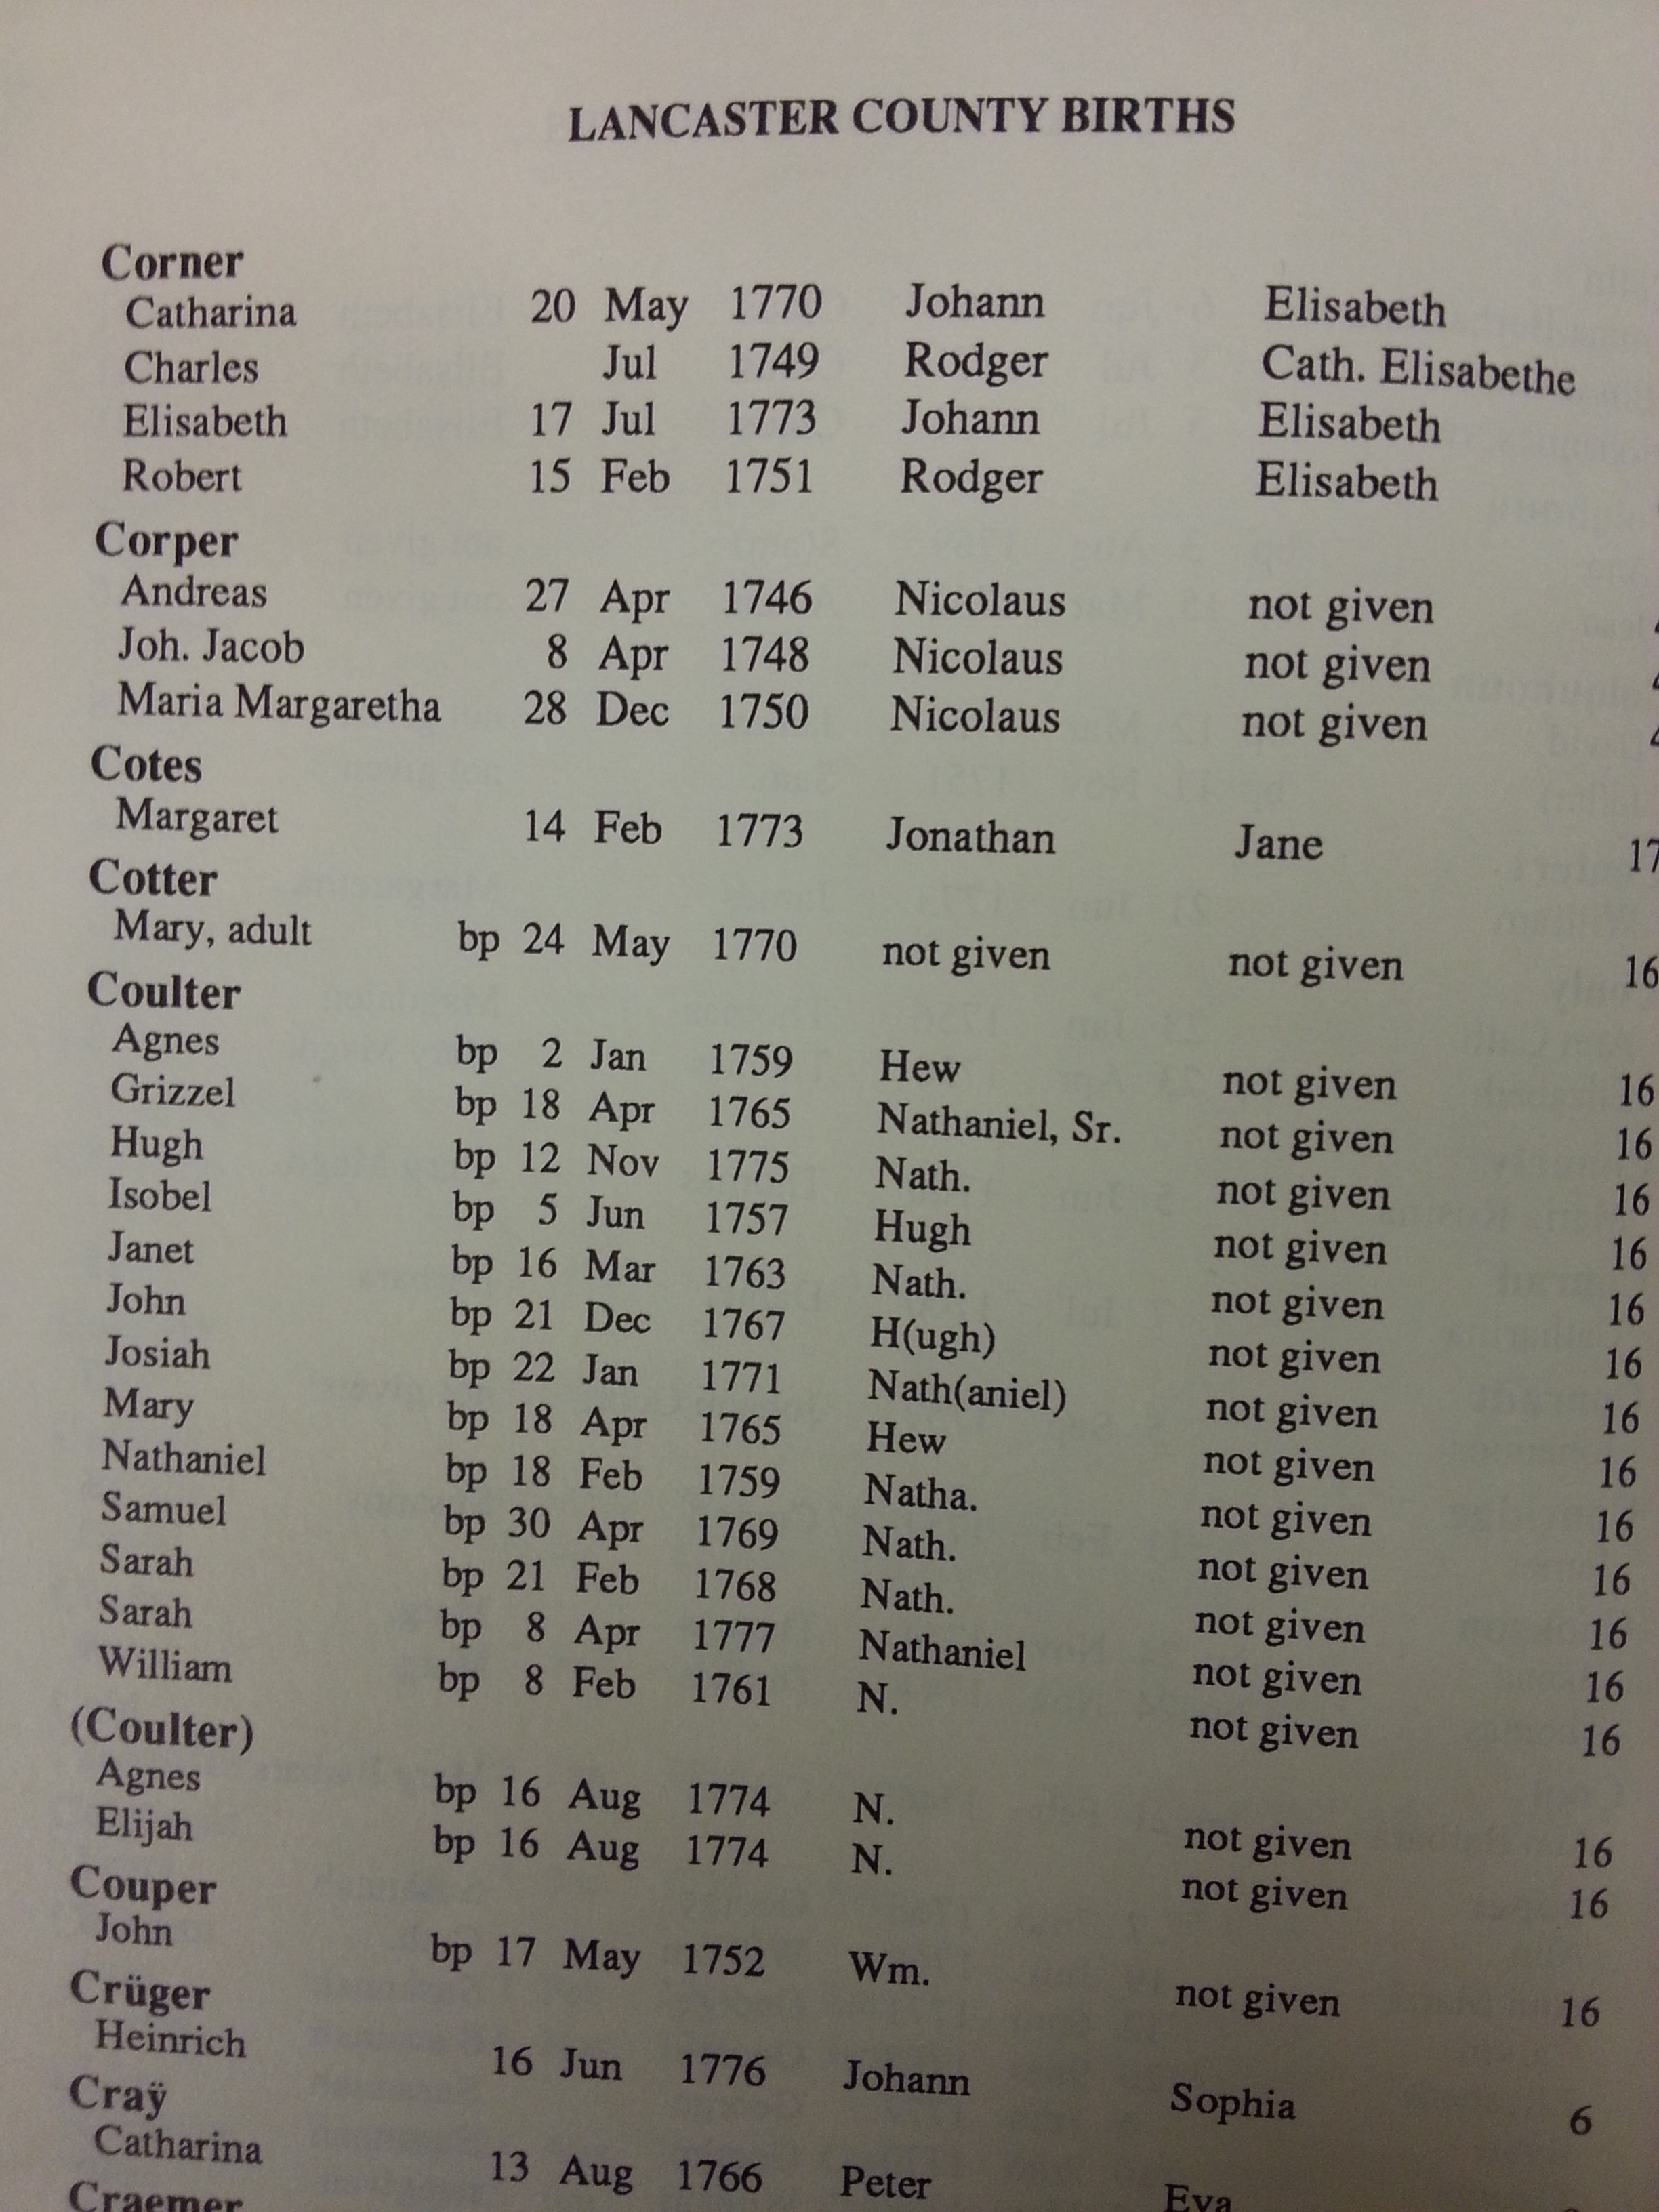 LANCASTER COUNTY BIRTHS
Corner
Catharina 20 May 1770 Johann Elisabeth
Charles Jul 1749 Rodger Cath. Elisabethe
Elisabeth 17 Jul 1773 Johann Elisabeth
Robert 15 Feb 1751 Rodger Elisabeth
Corper
Andreas 27 Apr 1746 Nicolaus not given
Joh. Jacob 8 Apr 1748 Nicolaus not given
Maria Margaretha 28 Dec 1750 Nicolaus not given
Cotes
Margaret 14 Feb 1773 Jonathan Jane 17
Cotter
Mary, adult bp 24 May 1770 not given not given 16
Coulter
Agnes bp 2 Jan 1759 Hew not given 16
Grizzel bp 18 Apr 1765 Nathaniel, Sr. not given 16
Hugh bp 12 Nov 1775 Nath. not given 16
Isobel bp 5 Jun 1757 Hugh not given 16
Janet bp 16 Mar 1763 Nath. not given 16
John bp 21 Dec 1767 H(ugh) not given 16
Josiah bp 22 Jan 1771 Nath(aniel) not given 16
Mary bp 18 Apr 1765 Hew not given 16
Nathaniel bp 18 Feb 1759 Natha. not given 16
Samuel bp 30 Apr 1769 Nath. not given 16
Sarah bp 21 Feb 1768 Nath. not given 16
Sarah bp 8 Apr 1777 Nathaniel not given 16
William bp 8 Feb 1761 N. not given 16
(Coulter)
Agnes bp 16 Aug 1774 N. not given 16
Elijah bp 16 Aug 1774 N. not given 16
Couper
John bp 17 May 1752 Wm. not given 16
Crüger
Heinrich 16 Jun 1776 Johann Sophia 6
Craÿ
Catharina 13 Aug 1766 Peter Eva
Craemer